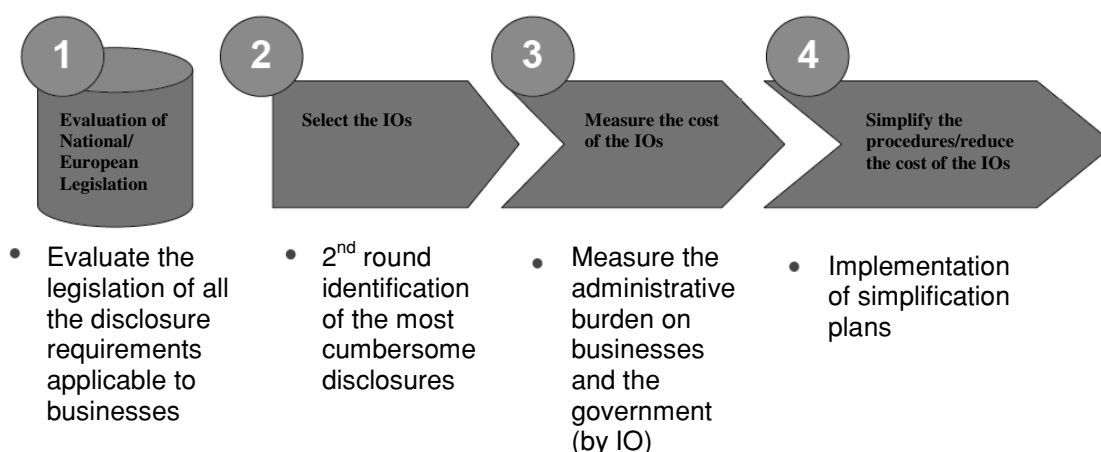 1
Evaluation of
National/
European
Legislation
2
Select the IOs
3
Measure the cost
of the IOs
4
Simplify the
procedures/reduce
the cost of the IOs
• Evaluate the
legislation of all
the disclosure
requirements
applicable to
businesses
• 2nd round
identification
of the most
cumbersome
disclosures
• Measure the
administrative
burden on
businesses
and the
government
(by IO)
• Implementation
of simplification
plans